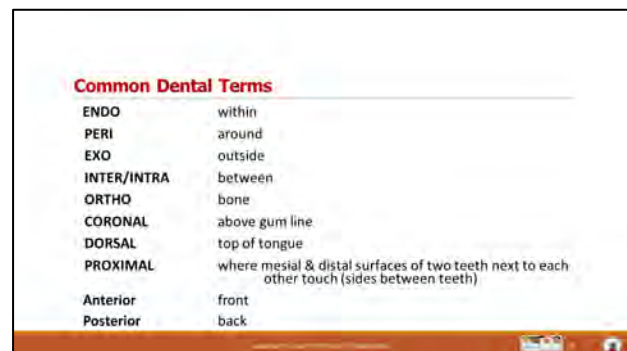 Common Dental Terms
ENDO within
PERI around
EXO outside
INTER/INTRA between
ORTHO bone
CORONAL above gum line
DORSAL top of tongue
PROXIMAL where mesial & distal surfaces of two teeth next to each
other touch (sides between teeth)
Anterior front
Posterior back